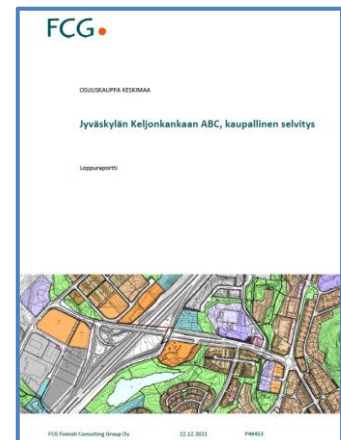 FCG
OSUUSKAUPPA KESKIMAA
Jyväskylän Keljonkankaan ABC, kaupallinen selvitys
Loppuraportti
FCG Finnish Consulting Group Oy 22.12.2021 P44453